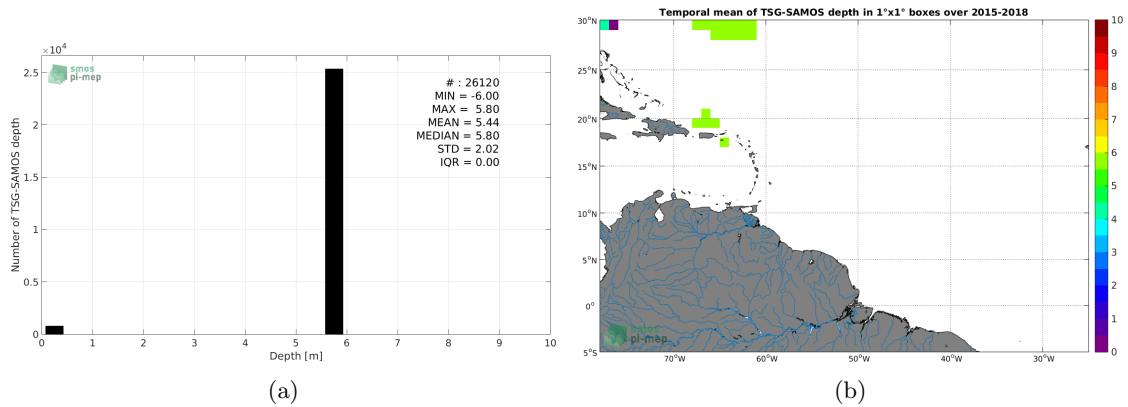 ×10⁴
smos
pi-mep
# : 26120
MIN = -6.00
MAX = 5.80
MEAN = 5.44
MEDIAN = 5.80
STD = 2.02
IQR = 0.00
Number of TSG-SAMOS depth
2.5
2
1.5
1
0.5
0
0 1 2 3 4 5 6 7 8 9 10
Depth [m]
(a)
Temporal mean of TSG-SAMOS depth in 1°x1° boxes over 2015-2018
30°N
25°N
20°N
15°N
10°N
5°N
0°
5°S
70°W 60°W 50°W 40°W 30°W
smos
pi-mep
10
9
8
7
6
5
4
3
2
1
0
(b)